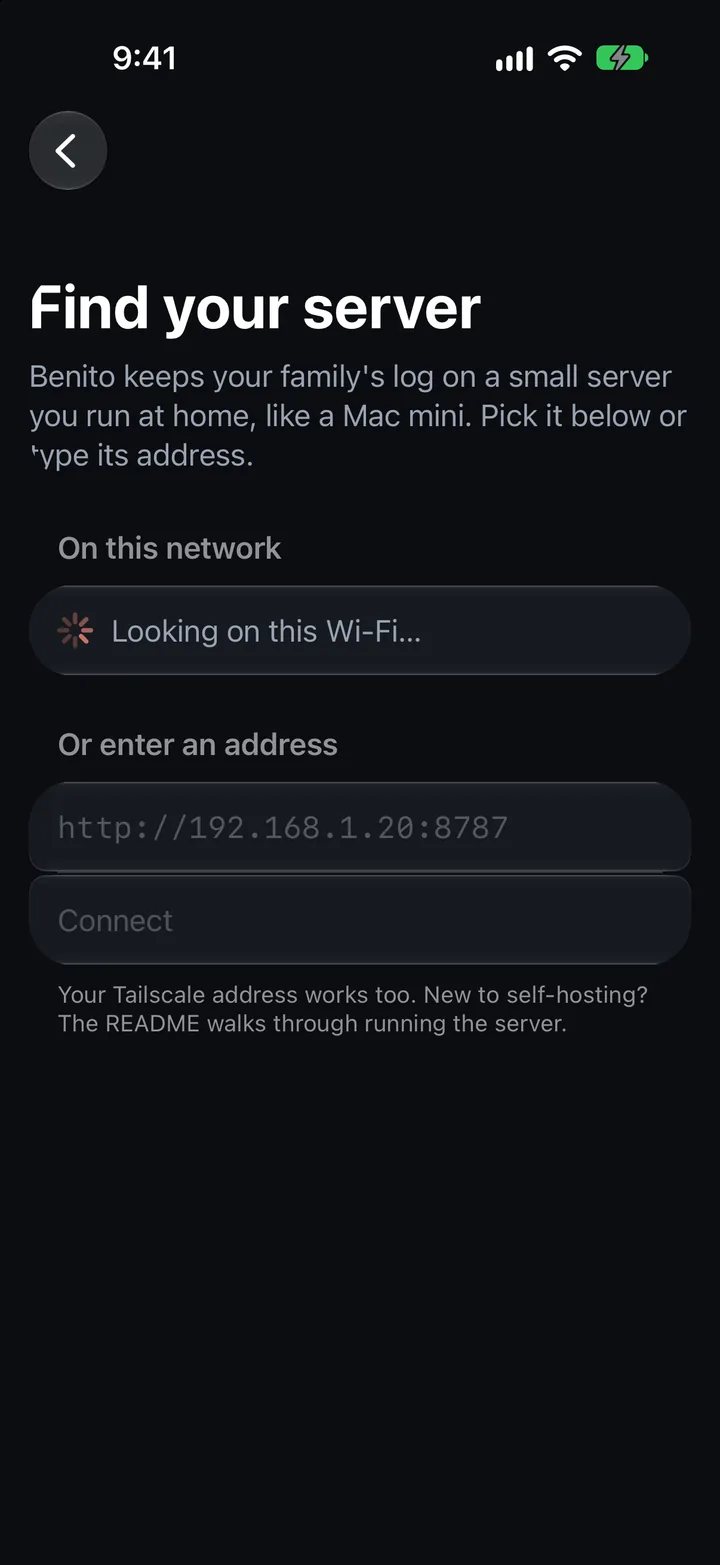 9:41
Find your server
Benito keeps your family's log on a small server
you run at home, like a Mac mini. Pick it below or
type its address.
On this network
Looking on this Wi-Fi...
Or enter an address
http://192.168.1.20:8787
Connect
Your Tailscale address works too. New to self-hosting?
The README walks through running the server.